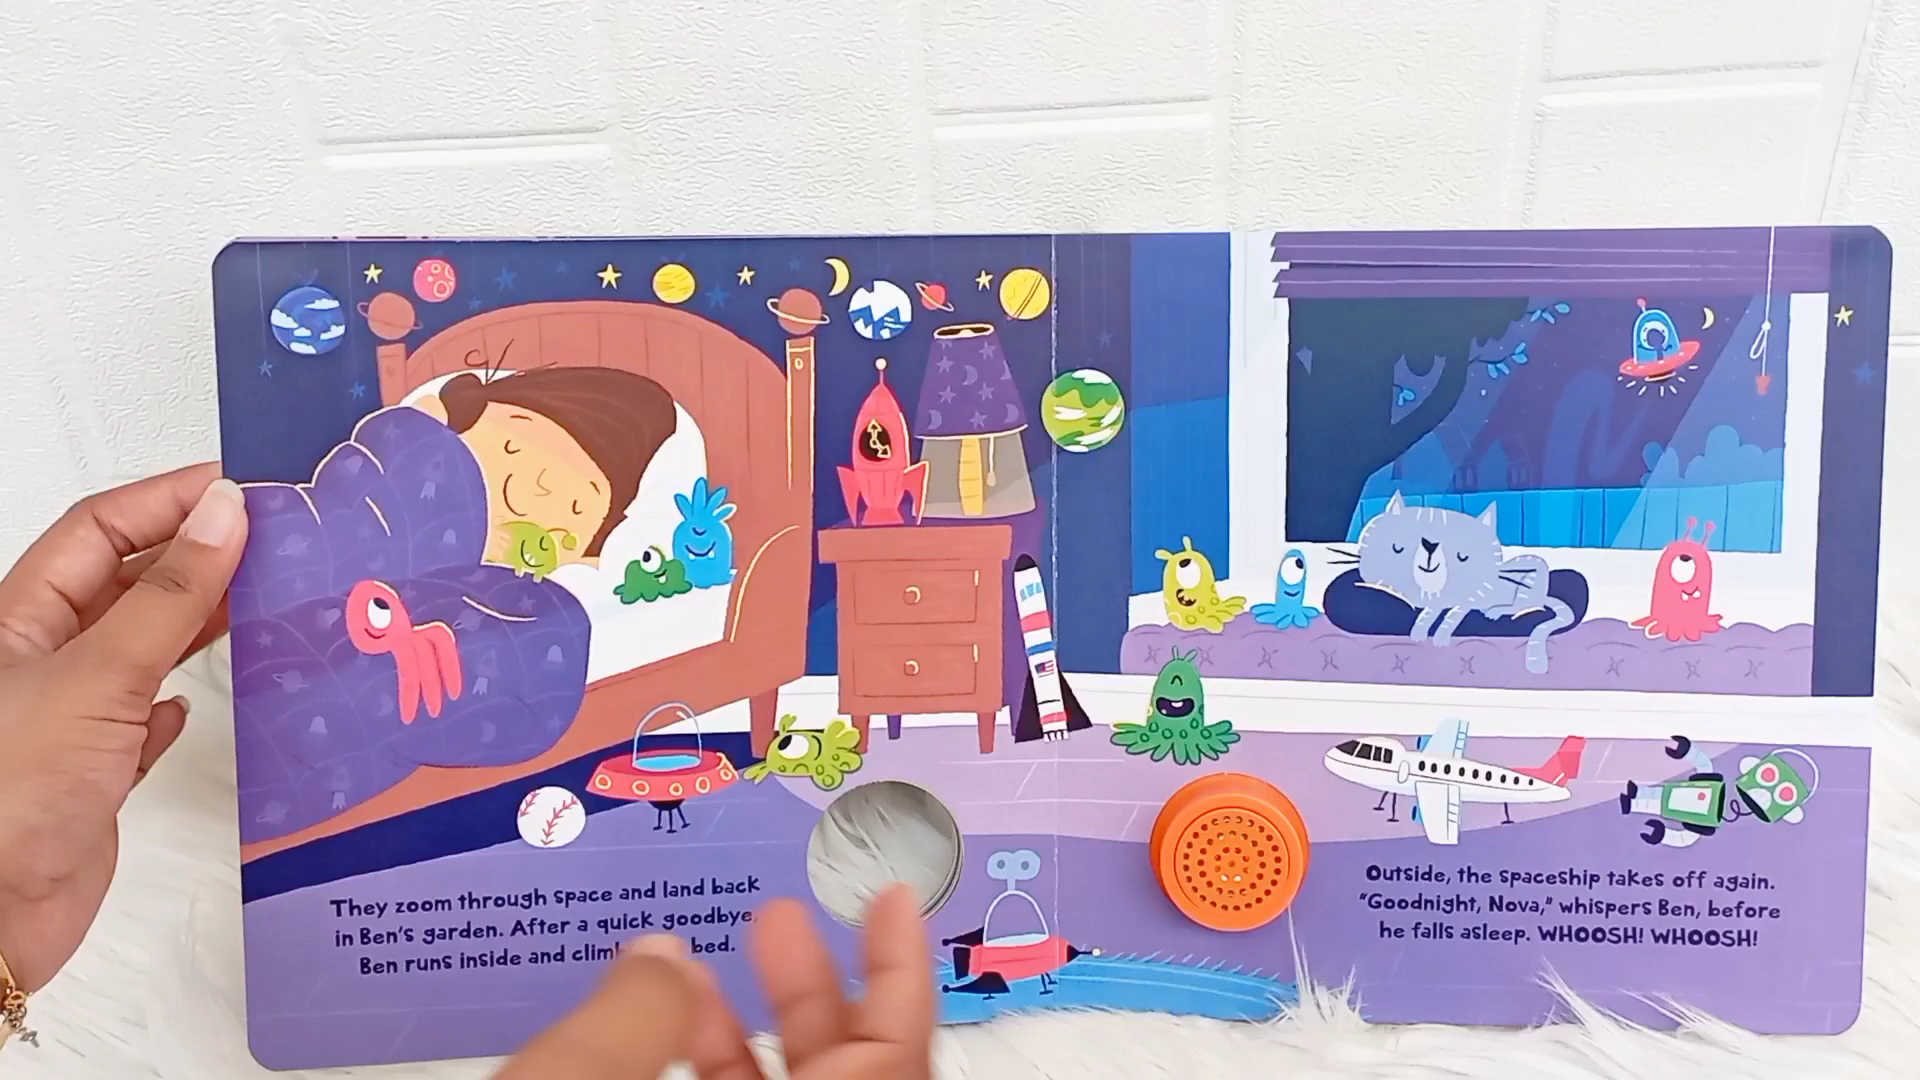 They zoom through space and land back
in Ben's garden. After a quick goodbye,
Ben runs inside and bed.
Outside, the spaceship takes off again.
"Goodnight, Nova," whispers Ben, before
he falls asleep. WHOOSH! WHOOSH!